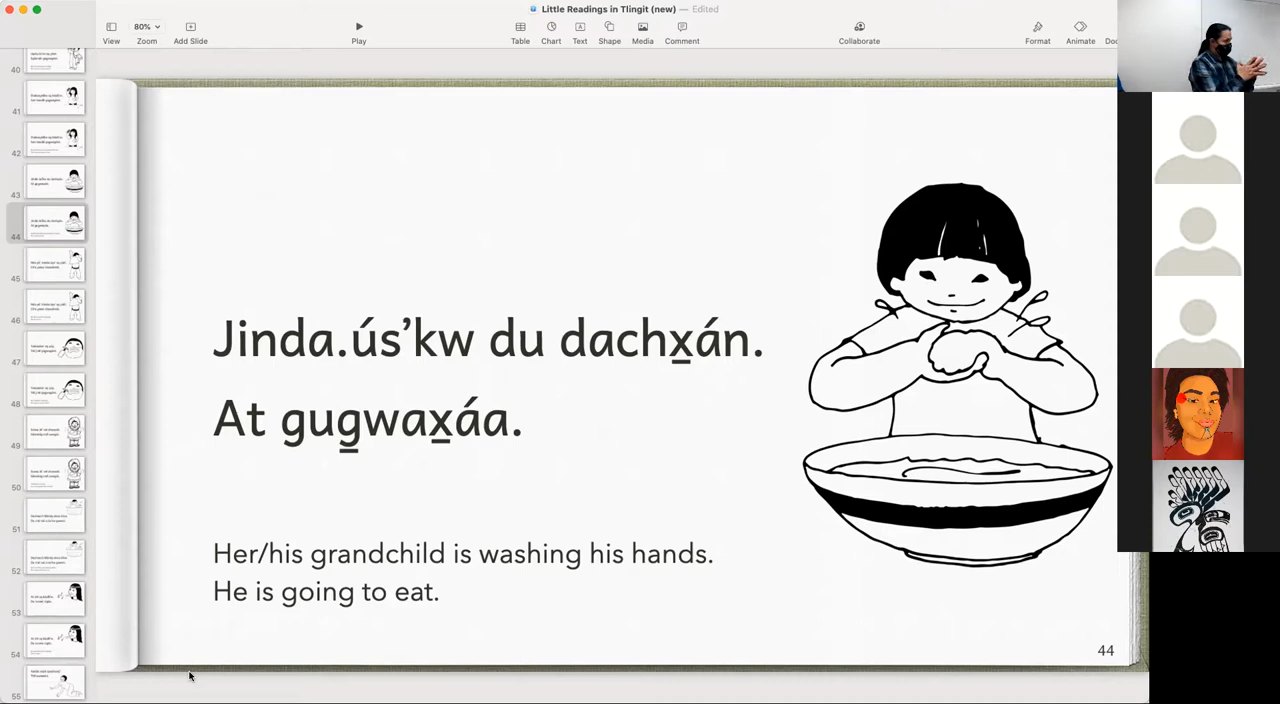 Little Readings in Tlingit (new) — Edited
80%
View
Zoom
Add Slide
Play
Table
Chart
Text
Shape
Media
Comment
Collaborate
Format
Animate
40
41
42
43
44
45
46
47
48
49
50
51
52
53
54
55
Jinda.ús’kw du dachx̲án.
At gug̲wax̲áa.
Her/his grandchild is washing his hands.
He is going to eat.
44